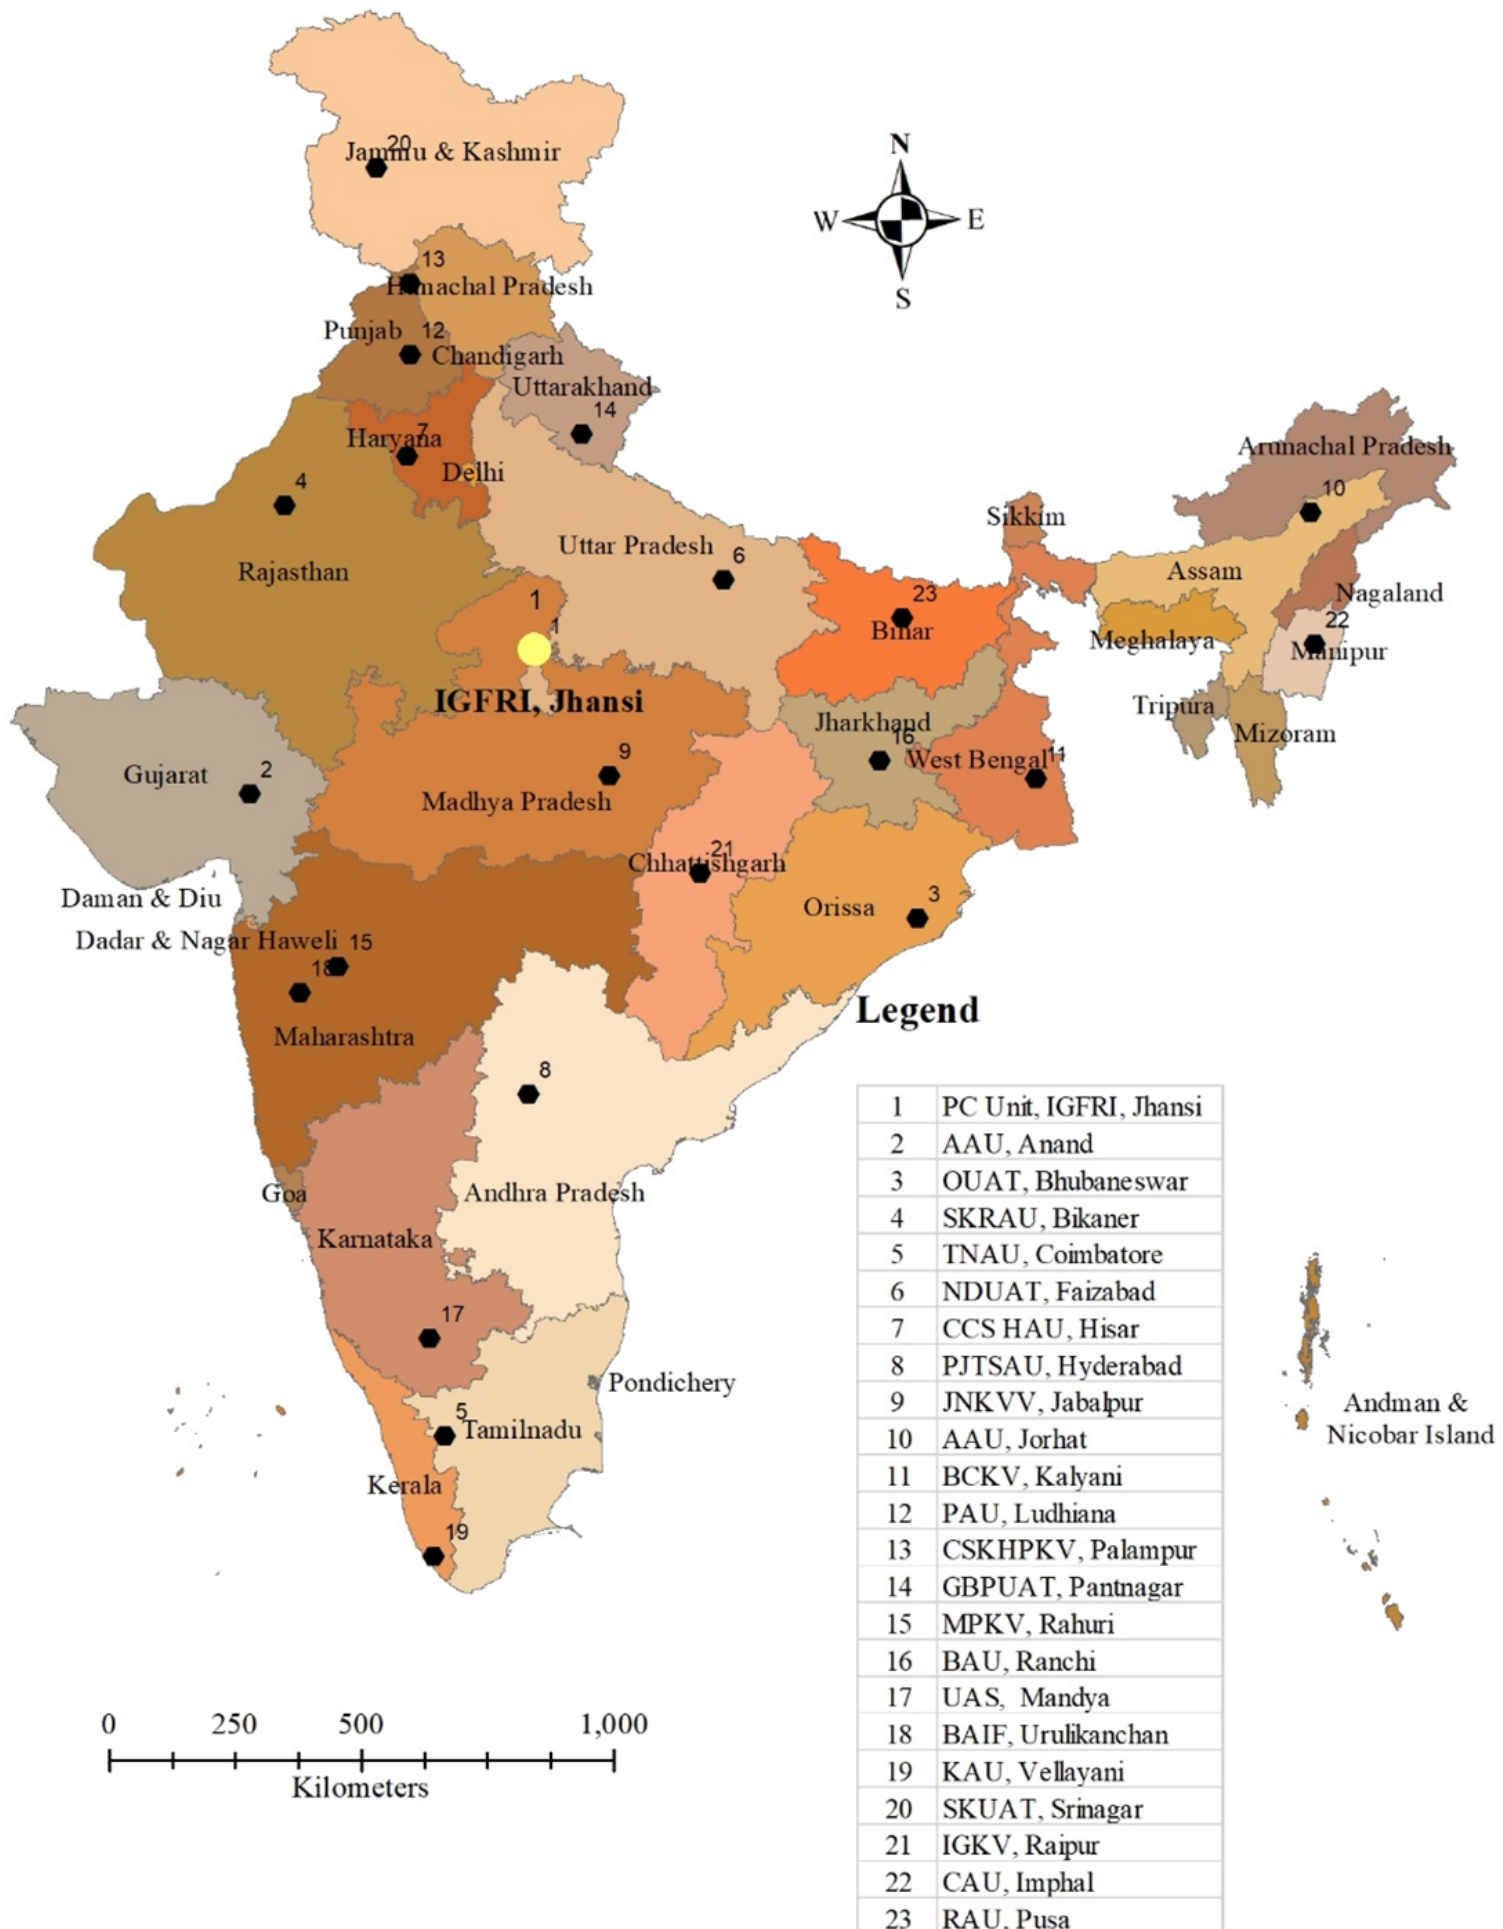 N
W E
S
20
Jammu & Kashmir
13
Himachal Pradesh
Punjab 12
Chandigarh
Uttarakhand
14
7
Haryana
Delhi
4
Rajasthan
Uttar Pradesh
6
Arunachal Pradesh
10
Sikkim
Assam
Nagaland
22
Manipur
Meghalaya
Tripura
Mizoram
23
Bihar
1
1
IGFRI, Jhansi
Jharkhand
16
West Bengal 11
Gujarat 2
9
Madhya Pradesh
21
Chhattishgarh
Orissa 3
Daman & Diu
Dadar & Nagar Haweli 15
18
Maharashtra
8
Andhra Pradesh
Goa
Karnataka
17
Pondichery
5
Tamilnadu
Kerala
19
Andman &
Nicobar Island
Legend
1 PC Unit, IGFRI, Jhansi
2 AAU, Anand
3 OUAT, Bhubaneswar
4 SKRAU, Bikaner
5 TNAU, Coimbatore
6 NDUAT, Faizabad
7 CCS HAU, Hisar
8 PJTSAU, Hyderabad
9 JNKVV, Jabalpur
10 AAU, Jorhat
11 BCKV, Kalyani
12 PAU, Ludhiana
13 CSKHPKV, Palampur
14 GBPUAT, Pantnagar
15 MPKV, Rahuri
16 BAU, Ranchi
17 UAS, Mandya
18 BAIF, Urulikanchan
19 KAU, Vellayani
20 SKUAT, Srinagar
21 IGKV, Raipur
22 CAU, Imphal
23 RAU, Pusa
0 250 500 1,000
Kilometers